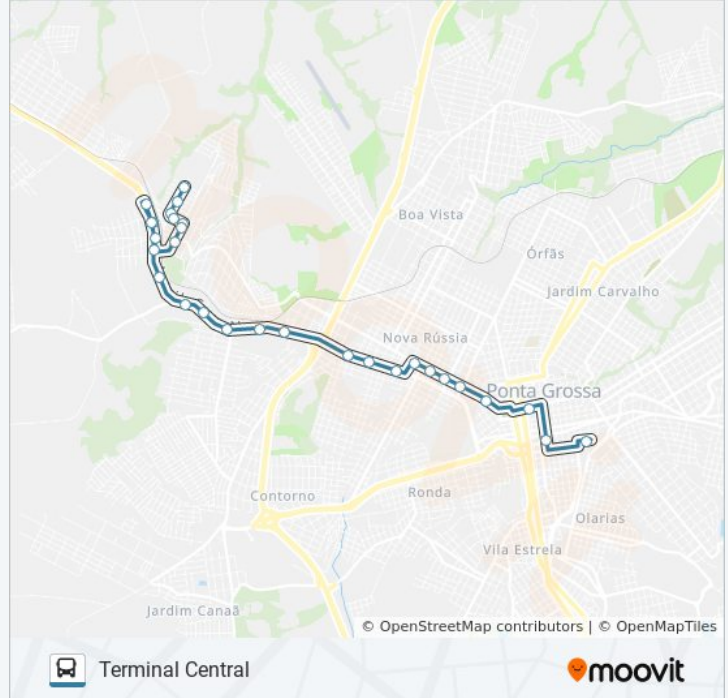 Boa Vista
Órfãs
Jardim Carvalho
Nova Rússia
Ponta Grossa
Contorno
Ronda
Olarias
Vila Estrela
Jardim Canaã
© OpenStreetMap contributors | © OpenMapTiles
Terminal Central
moovit